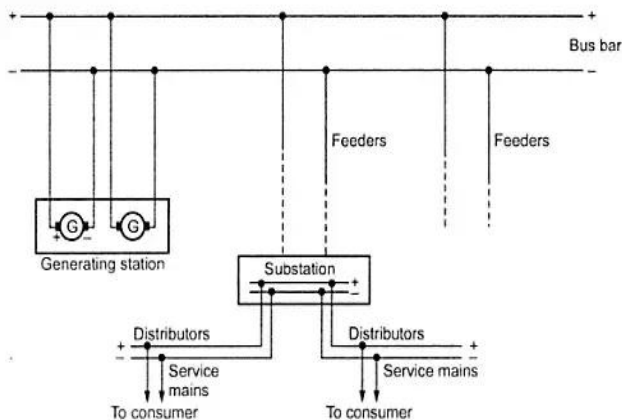 + +
Bus bar
– –
Feeders Feeders
G G
+ –
Generating station
Substation
+
–
Distributors Distributors
+ +
– –
Service mains
Service mains
To consumer To consumer